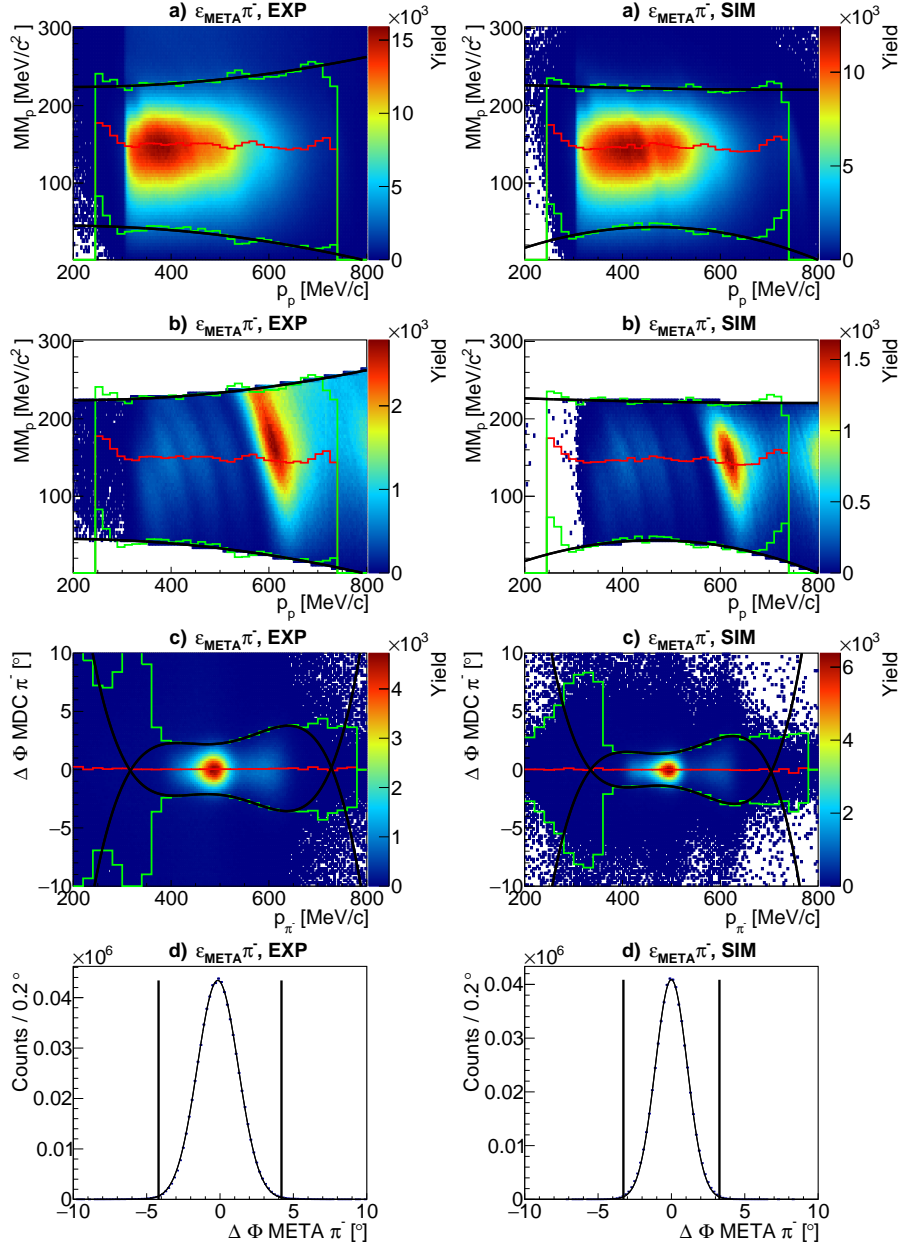 a) ε_META π⁻, EXP
×10³
300
200
100
MM_p [MeV/c²]
15
10
5
0
Yield
200 400 600 800
p_p [MeV/c]
a) ε_META π⁻, SIM
×10³
300
200
100
MM_p [MeV/c²]
10
5
0
Yield
200 400 600 800
p_p [MeV/c]
b) ε_META π⁻, EXP
×10³
300
200
100
MM_p [MeV/c²]
2
1
0
Yield
200 400 600 800
p_p [MeV/c]
b) ε_META π⁻, SIM
×10³
300
200
100
MM_p [MeV/c²]
1.5
1
0.5
0
Yield
200 400 600 800
p_p [MeV/c]
c) ε_META π⁻, EXP
×10³
10
5
0
−5
−10
Δ Φ MDC π⁻ [°]
4
3
2
1
0
Yield
200 400 600 800
p_π⁻ [MeV/c]
c) ε_META π⁻, SIM
×10³
10
5
0
−5
−10
Δ Φ MDC π⁻ [°]
6
4
2
0
Yield
200 400 600 800
p_π⁻ [MeV/c]
d) ε_META π⁻, EXP
×10⁶
0.04
0.03
0.02
0.01
0
Counts / 0.2°
−10 −5 0 5 10
Δ Φ META π⁻ [°]
d) ε_META π⁻, SIM
×10⁶
0.04
0.03
0.02
0.01
0
Counts / 0.2°
−10 −5 0 5 10
Δ Φ META π⁻ [°]